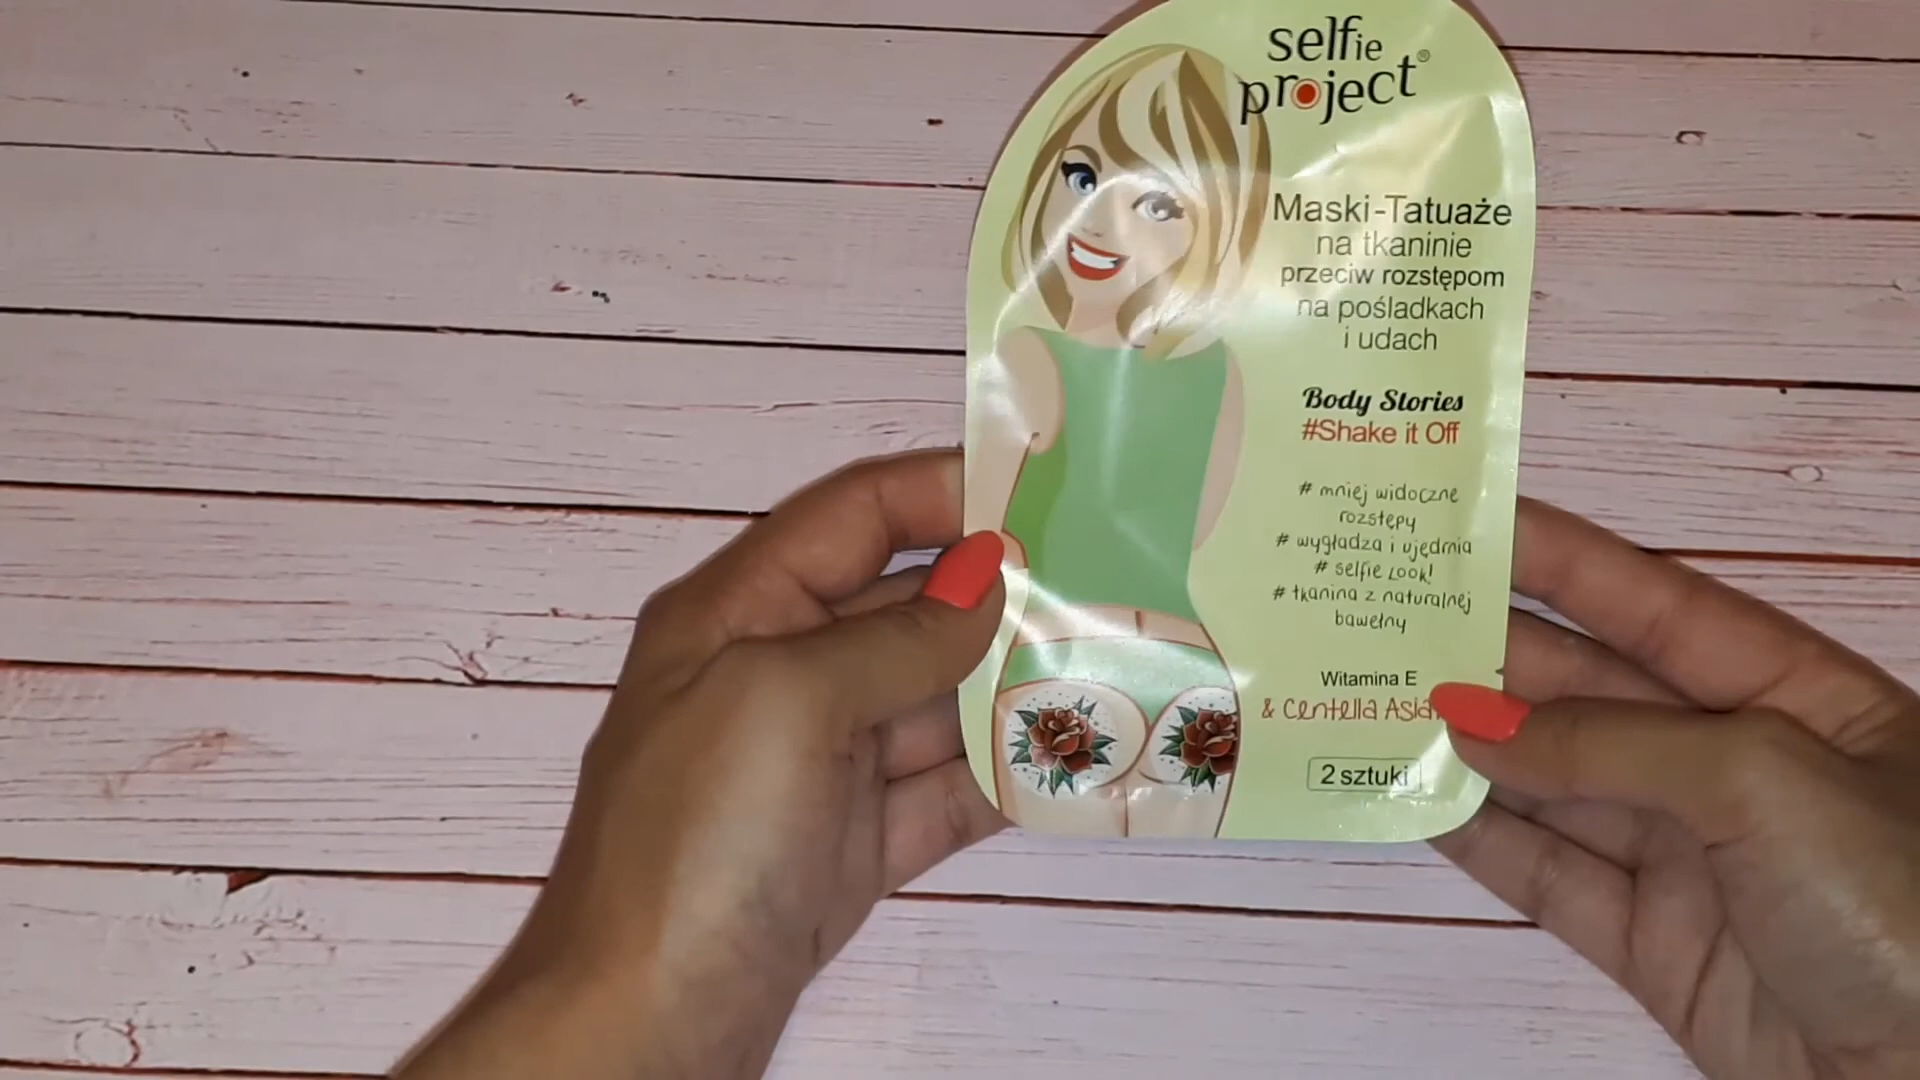 selfie
project®
Maski-Tatuaże
na tkaninie
przeciw rozstępom
na pośladkach
i udach
Body Stories
#Shake it Off
# mniej widoczne
rozstępy
# wygładza i ujędrnia
# selfie LOOK!
# tkanina z naturalnej
bawełny
Witamina E
& Centella
2 sztuki